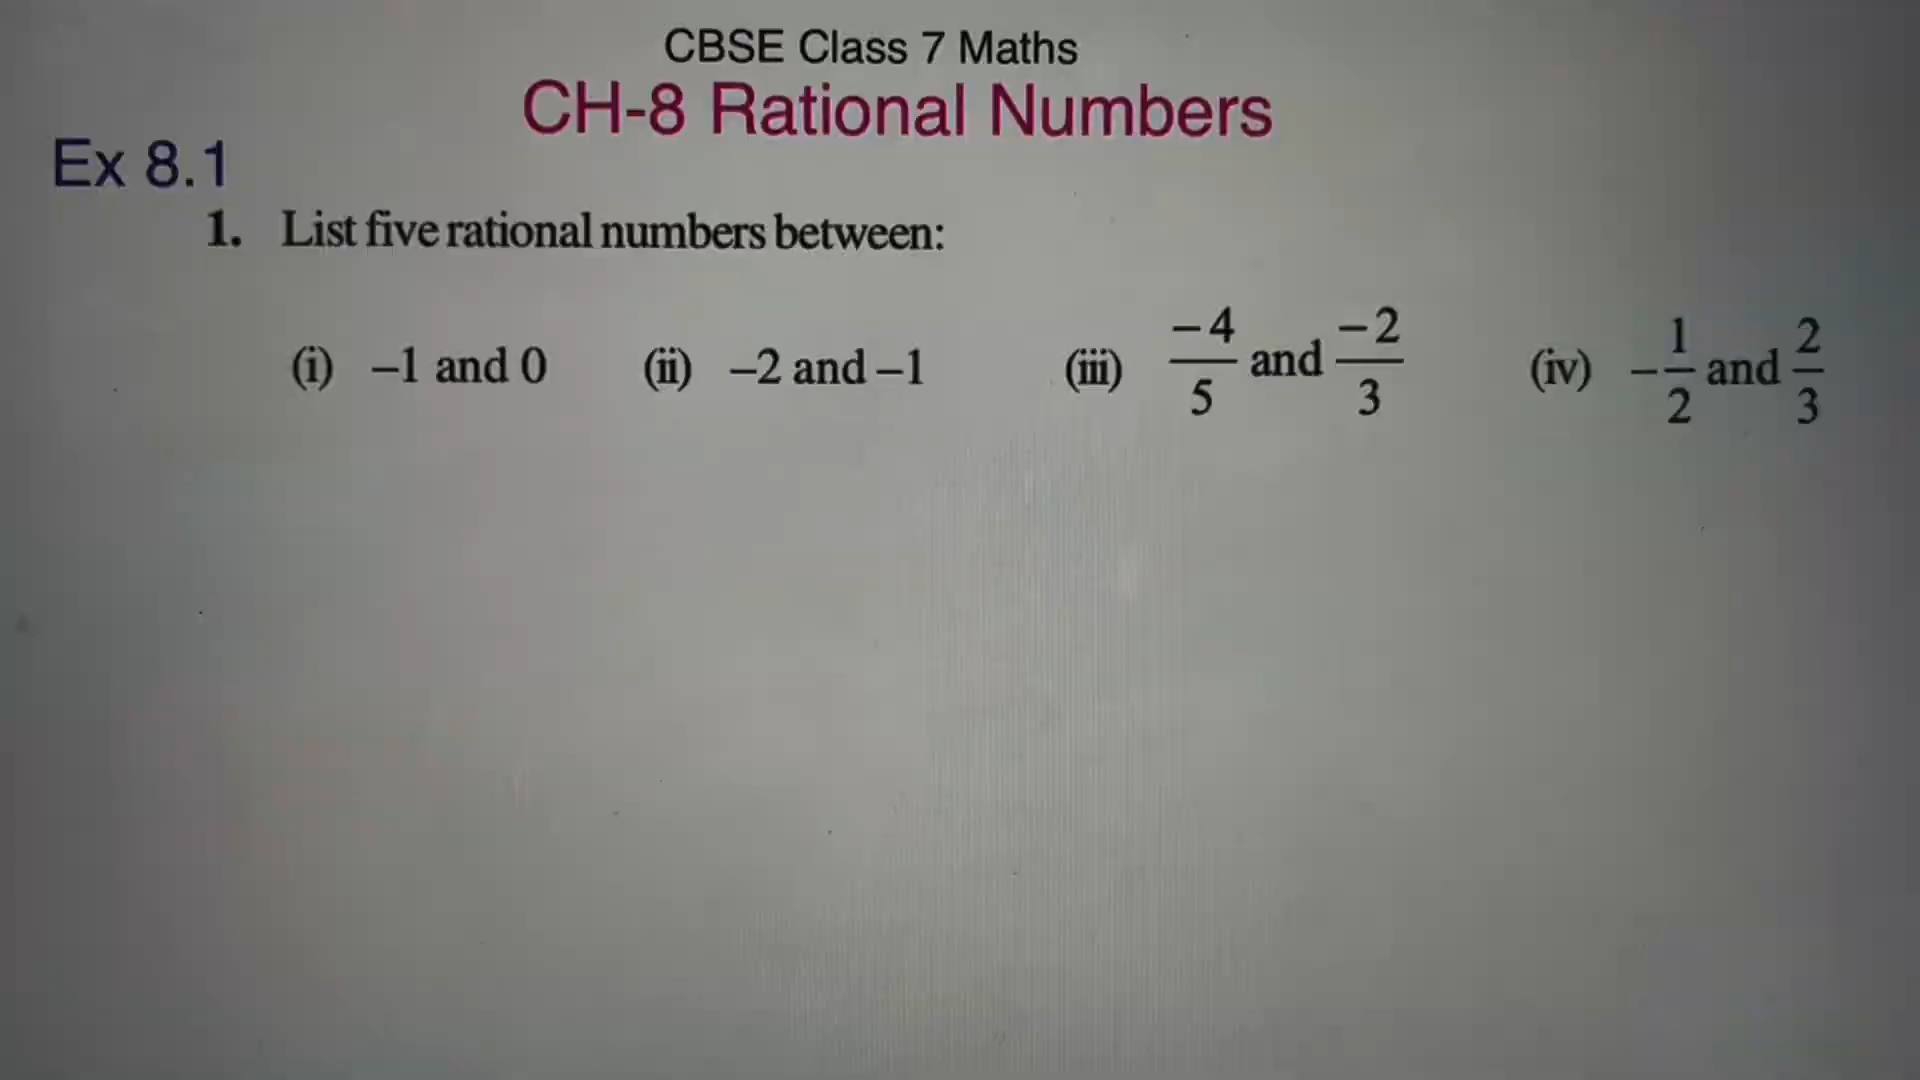 CBSE Class 7 Maths
CH-8 Rational Numbers
Ex 8.1
1. List five rational numbers between:
(i) –1 and 0 (ii) –2 and –1 (iii) −4/5 and −2/3 (iv) −1/2 and 2/3